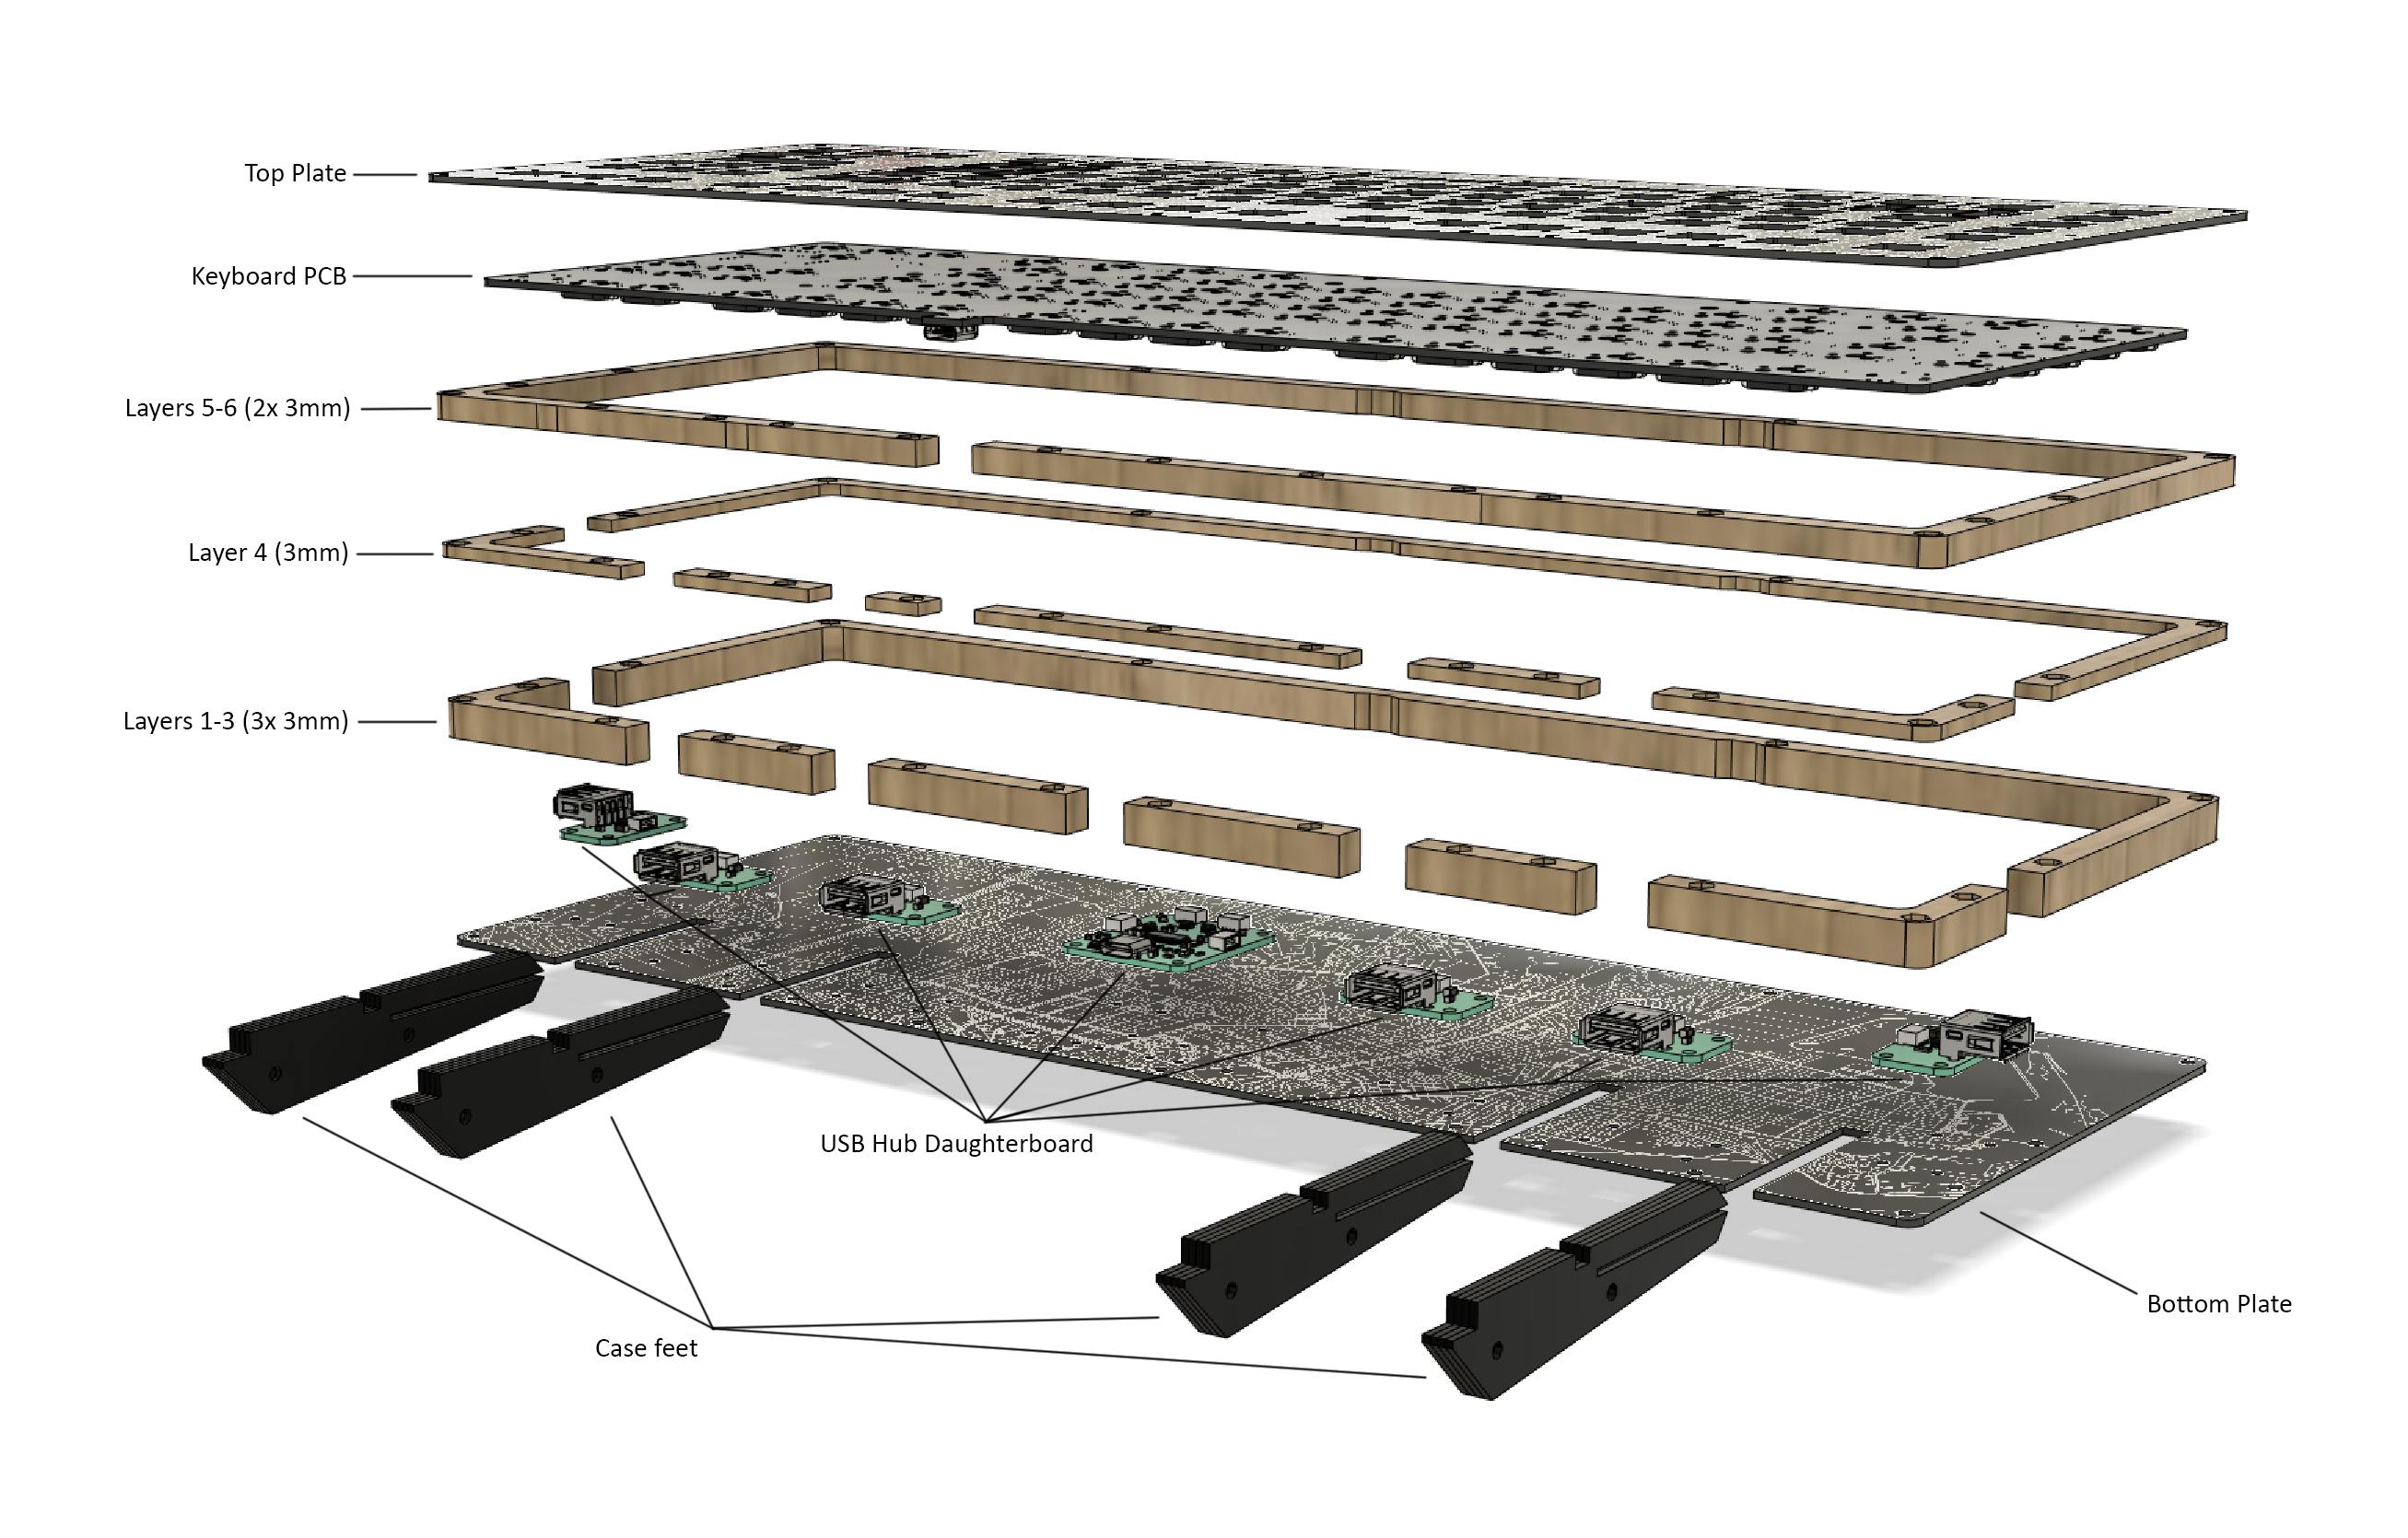 Top Plate
Keyboard PCB
Layers 5-6 (2x 3mm)
Layer 4 (3mm)
Layers 1-3 (3x 3mm)
USB Hub Daughterboard
Bottom Plate
Case feet